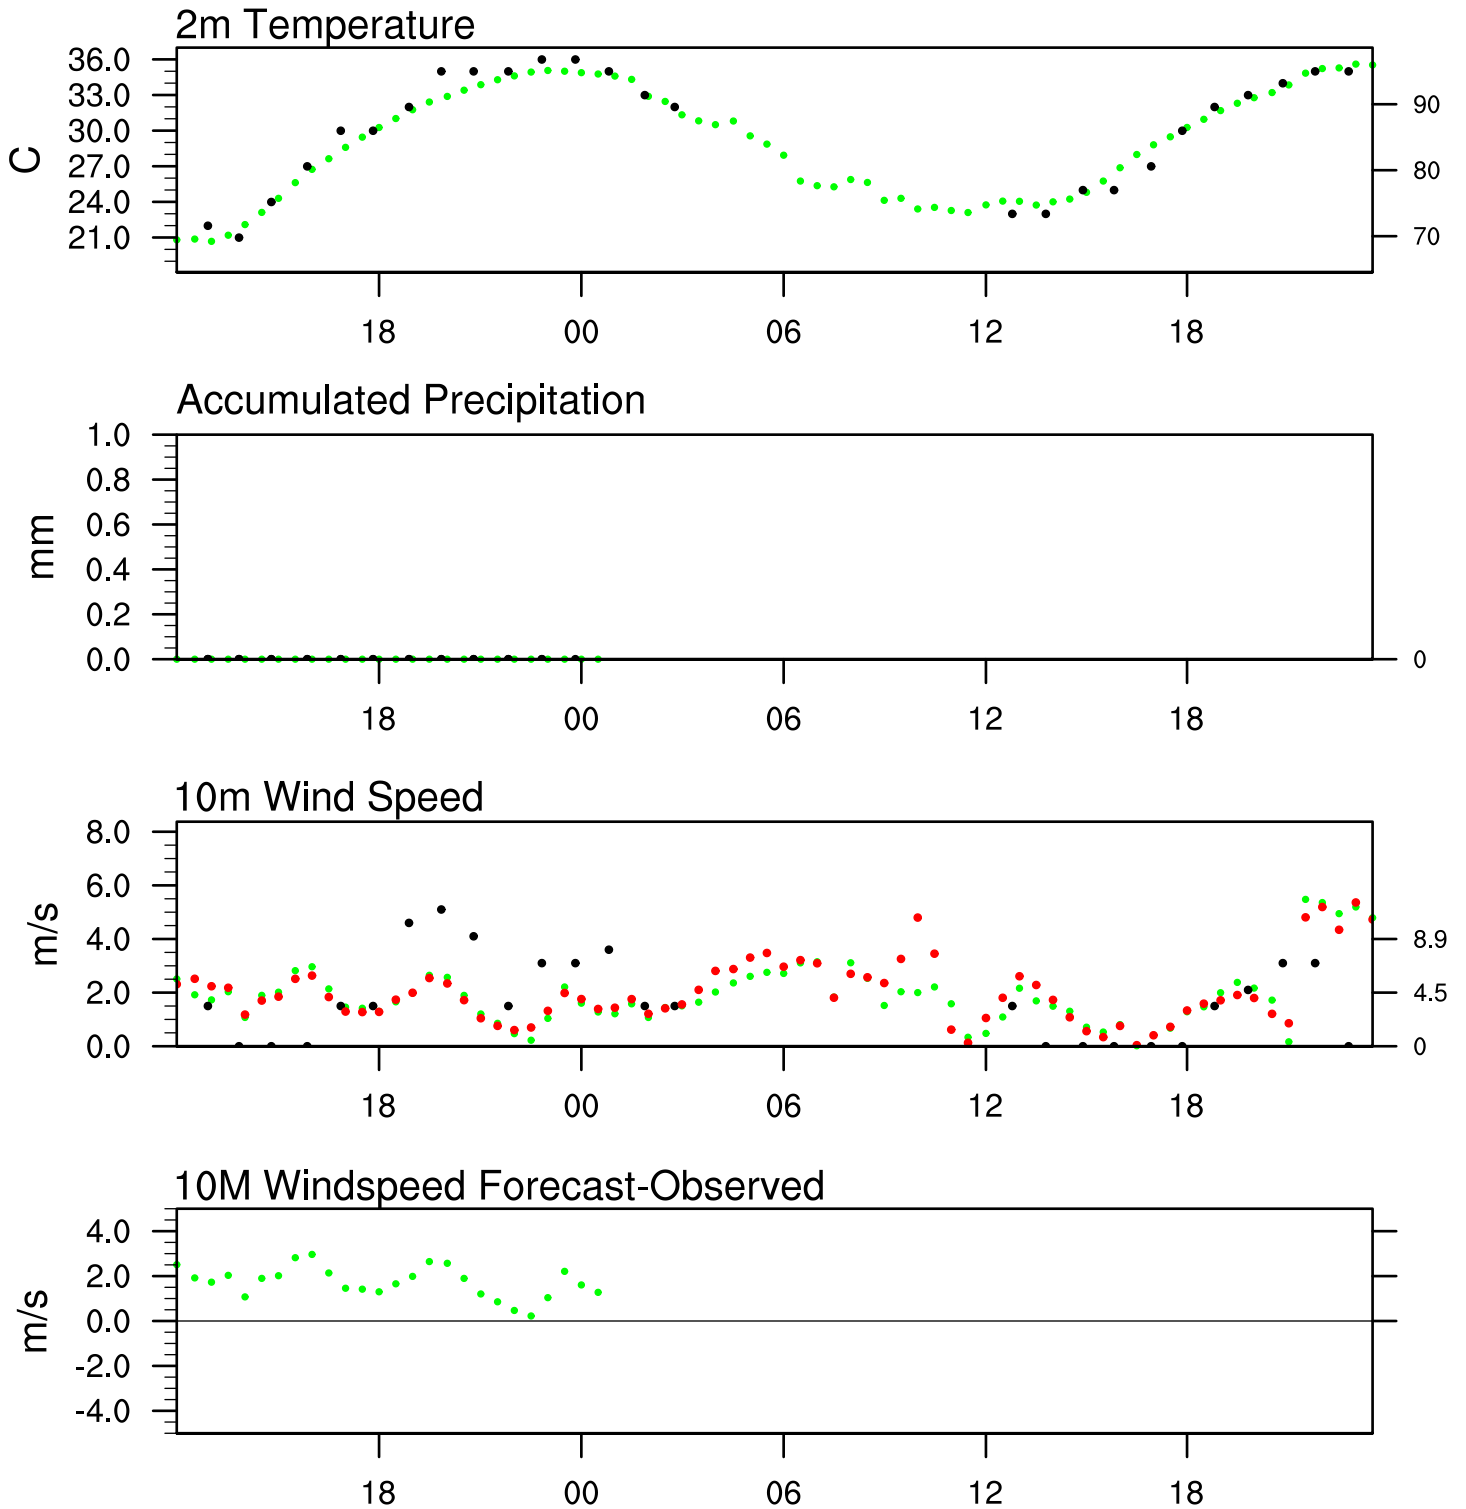 2m Temperature
36.0
33.0
90
30.0
C
27.0
80
24.0
21.0
70
18 00 06 12 18
Accumulated Precipitation
1.0
0.8
0.6
mm
0.4
0.2
0.0
0
18 00 06 12 18
10m Wind Speed
8.0
6.0
m/s
4.0
8.9
2.0
4.5
0.0
0
18 00 06 12 18
10M Windspeed Forecast-Observed
4.0
2.0
m/s
0.0
-2.0
-4.0
18 00 06 12 18